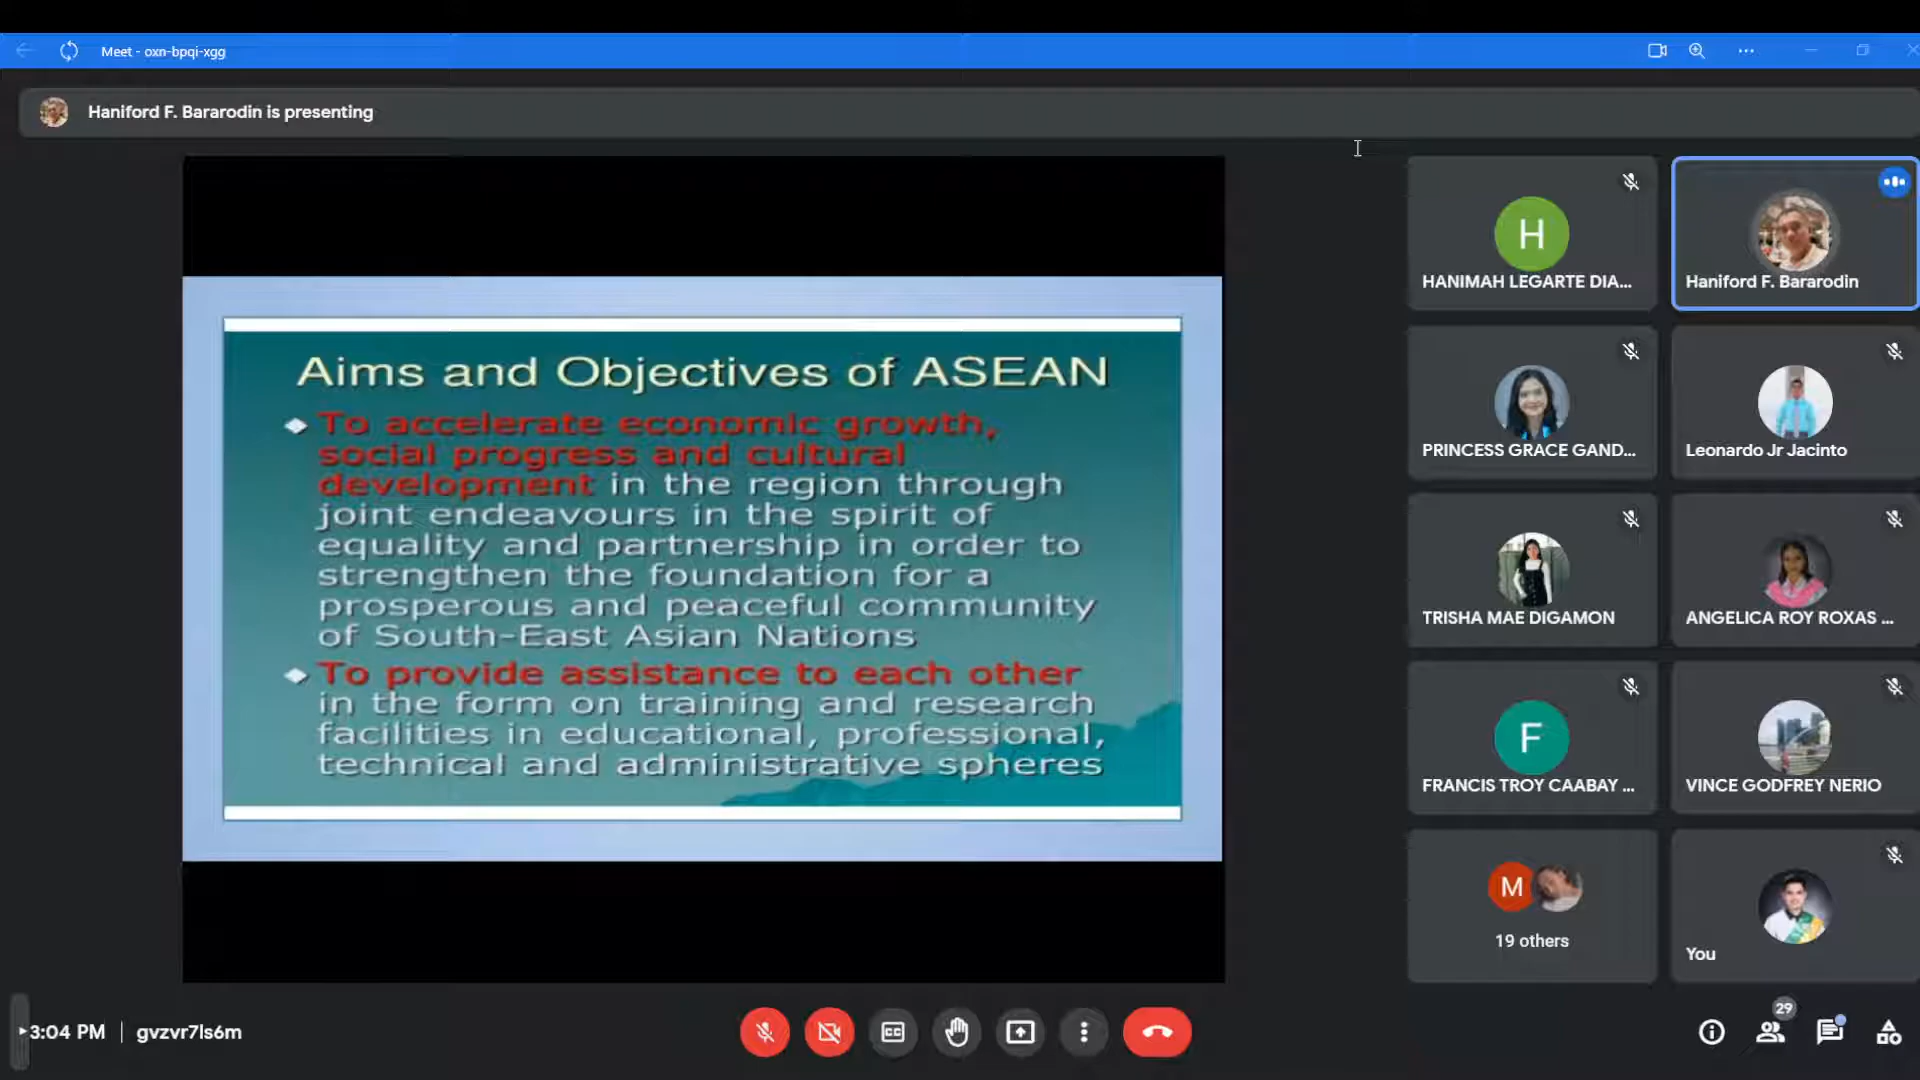 Meet - oxn-bpqi-xgg
Haniford F. Bararodin is presenting
Aims and Objectives of ASEAN
To accelerate economic growth,
social progress and cultural
development in the region through
joint endeavours in the spirit of
equality and partnership in order to
strengthen the foundation for a
prosperous and peaceful community
of South-East Asian Nations
To provide assistance to each other
in the form on training and research
facilities in educational, professional,
technical and administrative spheres
H
HANIMAH LEGARTE DIA...
Haniford F. Bararodin
PRINCESS GRACE GAND...
Leonardo Jr Jacinto
TRISHA MAE DIGAMON
ANGELICA ROY ROXAS ...
F
FRANCIS TROY CAABAY ...
VINCE GODFREY NERIO
M
19 others
You
3:04 PM | gvzvr7ls6m
CC
29